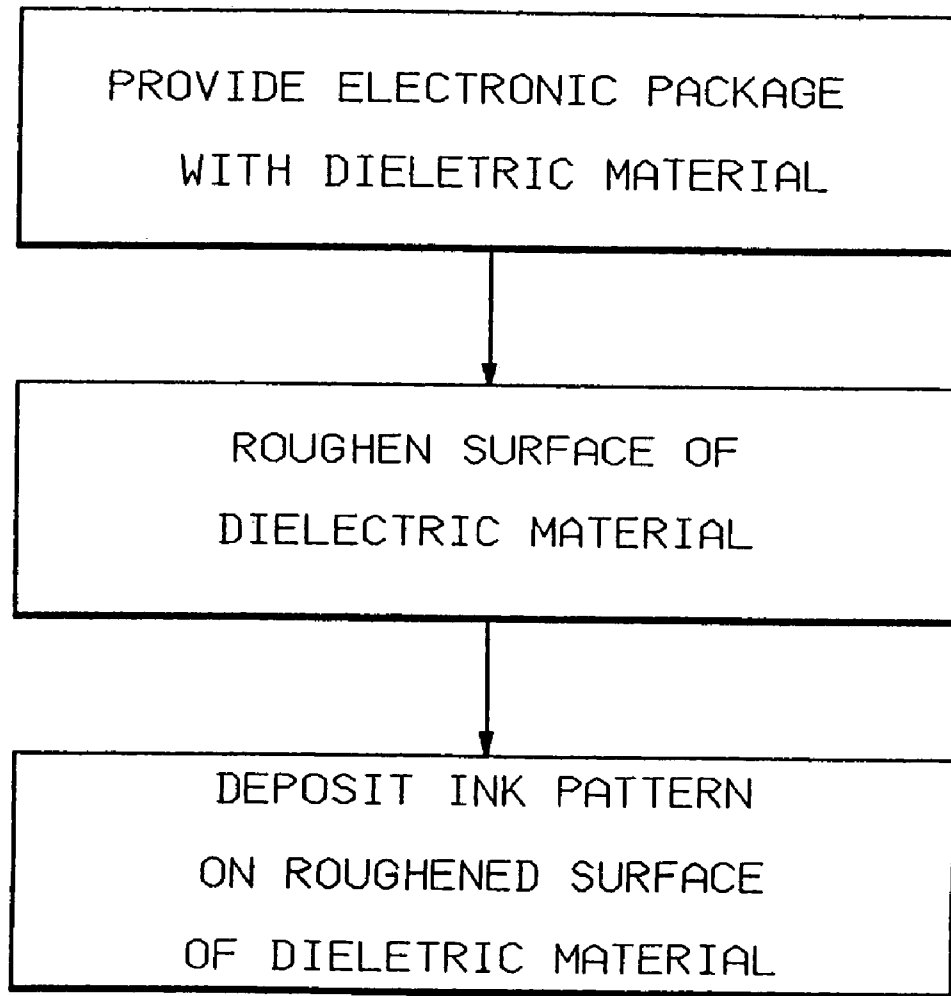 PROVIDE ELECTRONIC PACKAGE
WITH DIELETRIC MATERIAL
ROUGHEN SURFACE OF
DIELECTRIC MATERIAL
DEPOSIT INK PATTERN
ON ROUGHENED SURFACE
OF DIELETRIC MATERIAL